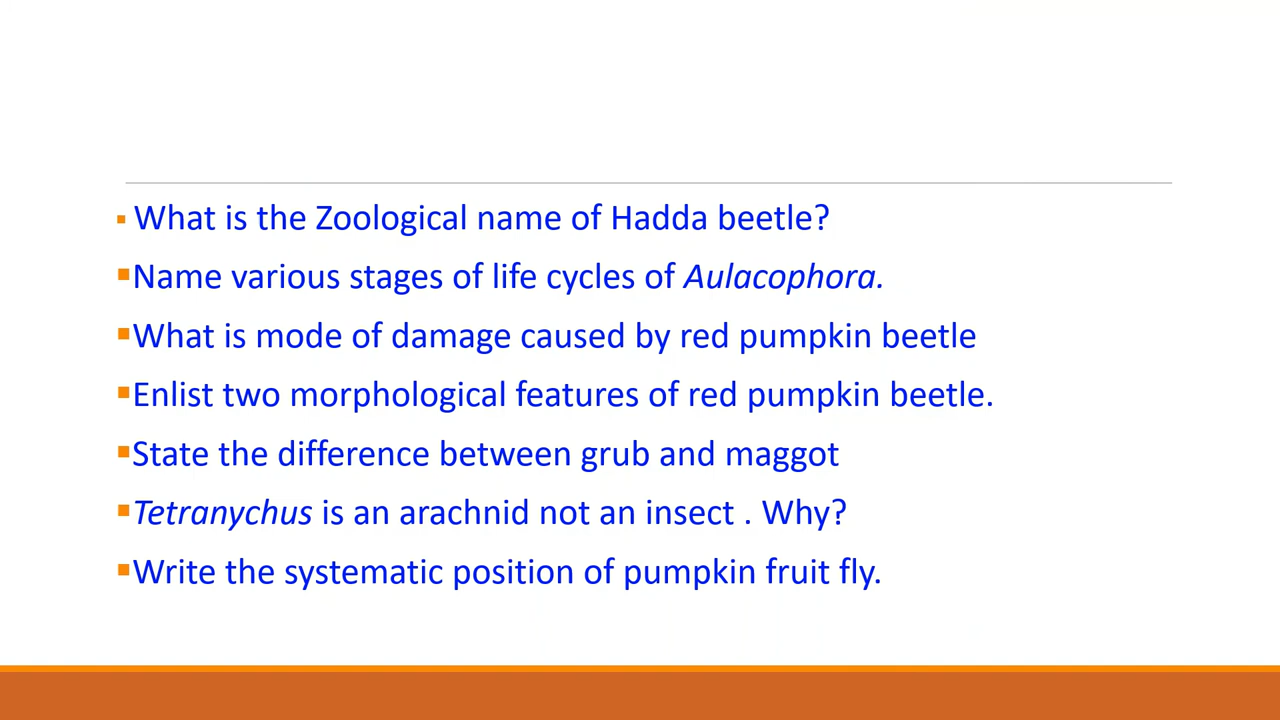 ▪ What is the Zoological name of Hadda beetle?
▪Name various stages of life cycles of Aulacophora.
▪What is mode of damage caused by red pumpkin beetle
▪Enlist two morphological features of red pumpkin beetle.
▪State the difference between grub and maggot
▪Tetranychus is an arachnid not an insect . Why?
▪Write the systematic position of pumpkin fruit fly.